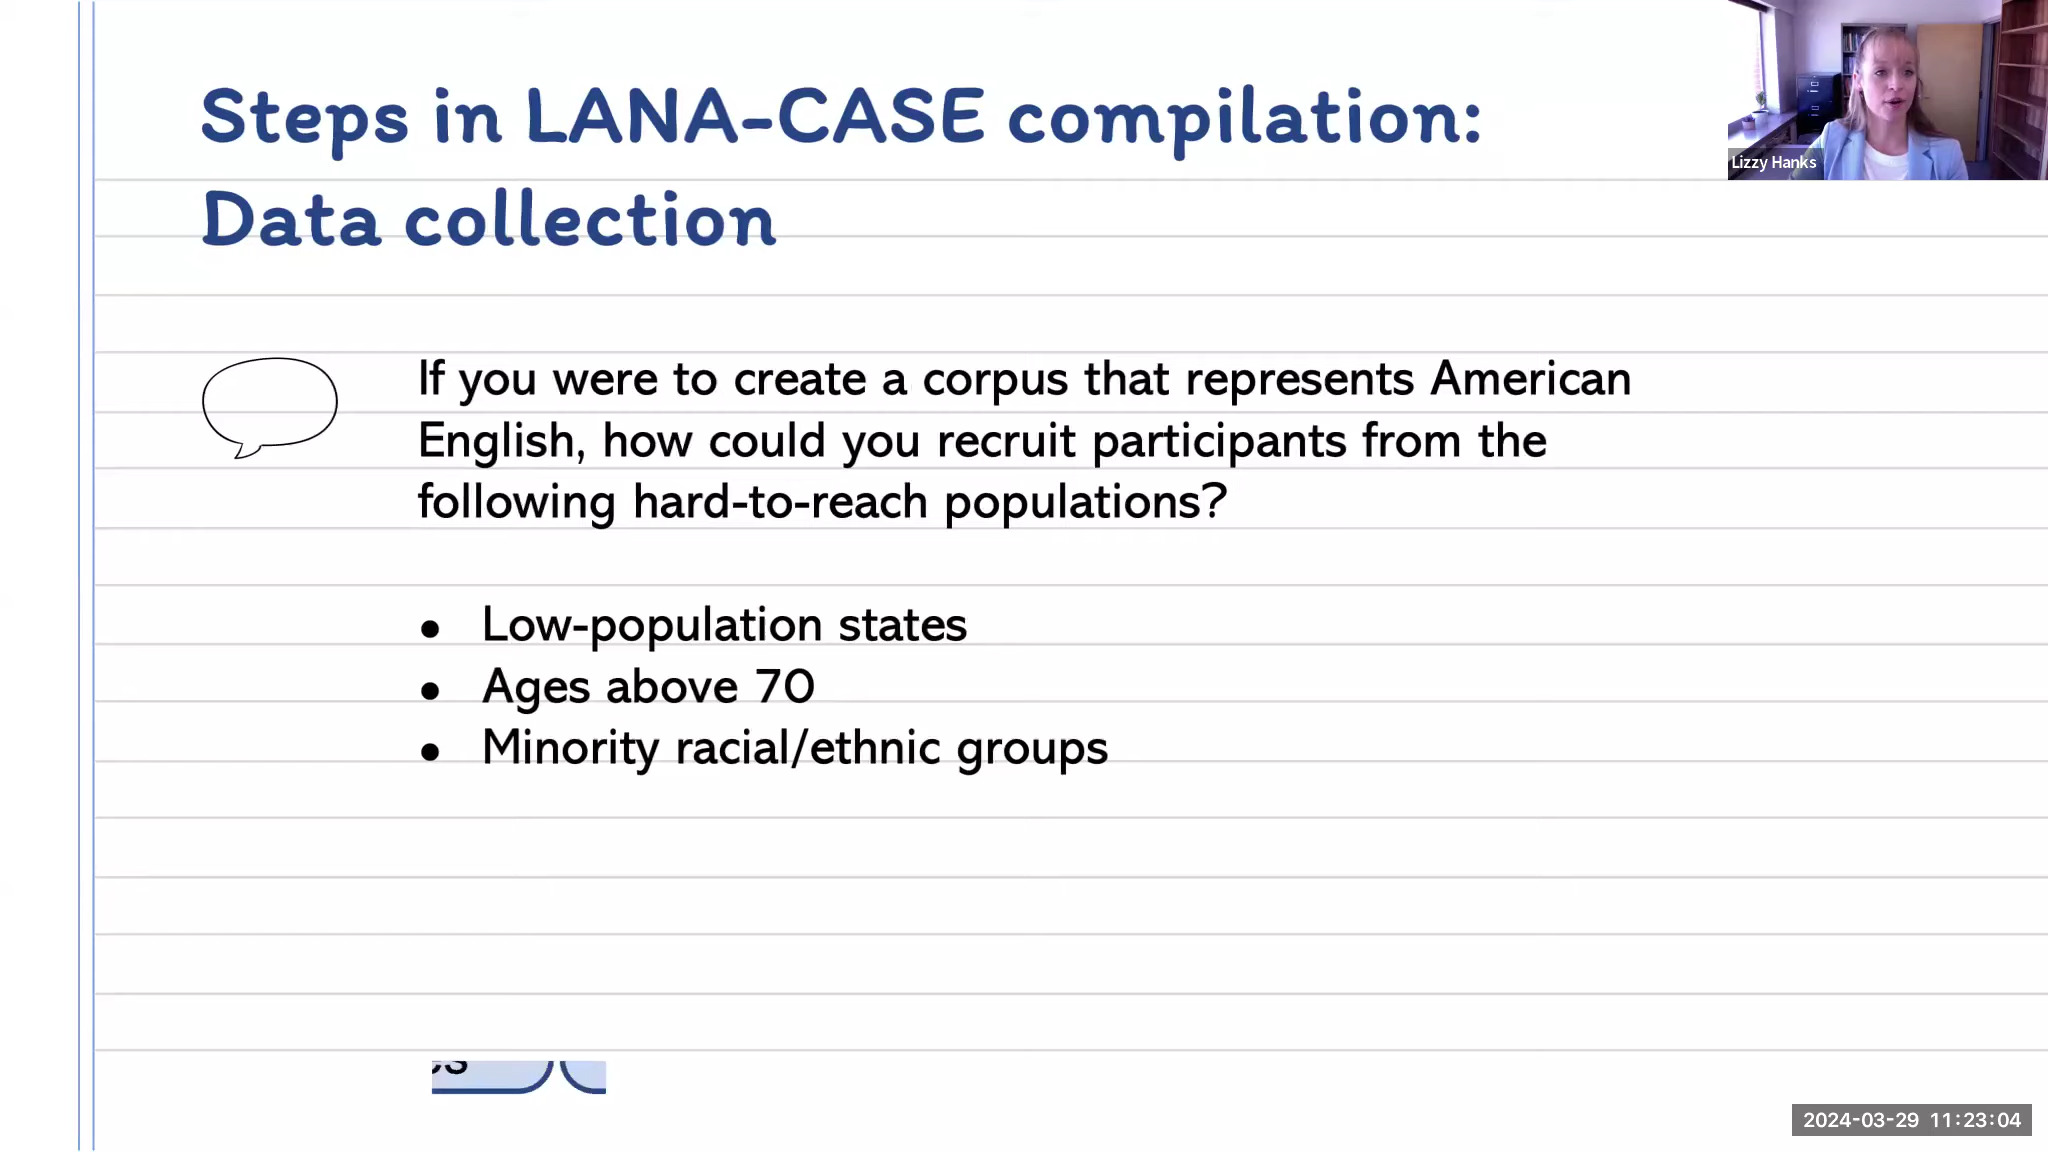 Steps in LANA-CASE compilation:
Data collection
Lizzy Hanks
If you were to create a corpus that represents American
English, how could you recruit participants from the
following hard-to-reach populations?
● Low-population states
● Ages above 70
● Minority racial/ethnic groups
2024-03-29 11:23:04